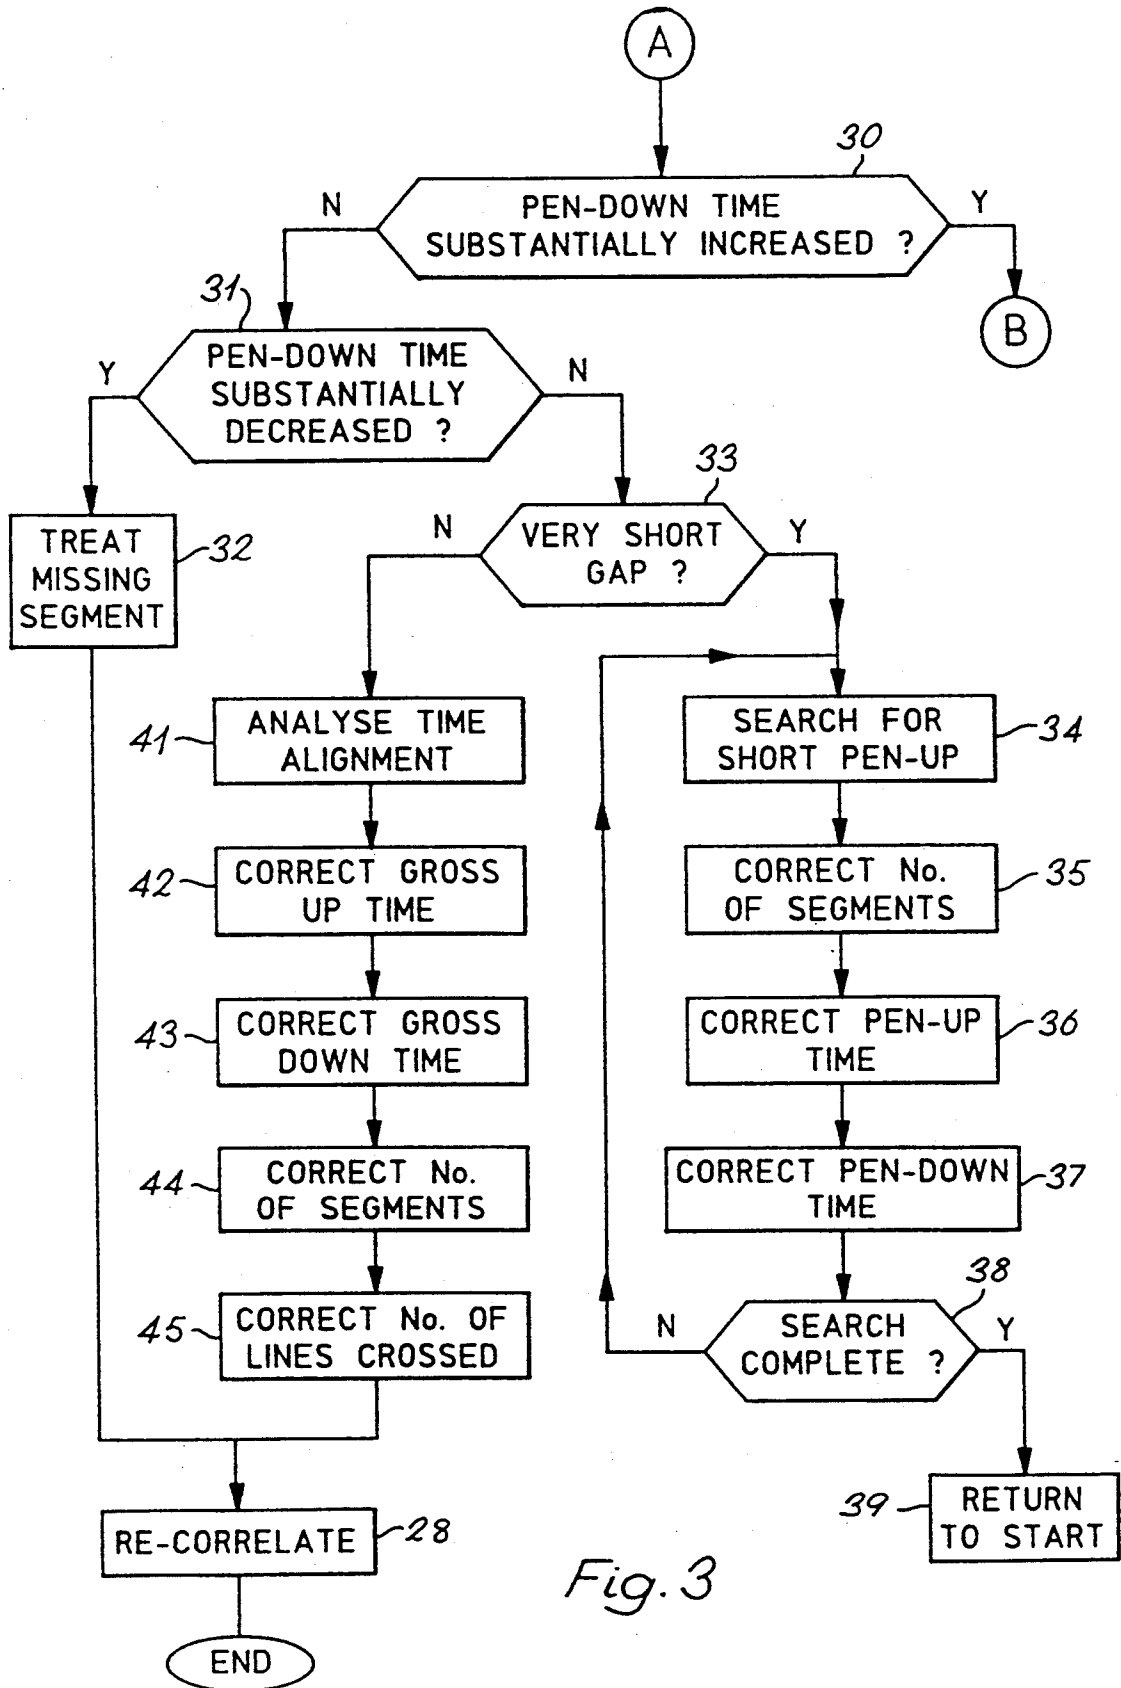 A
30
PEN-DOWN TIME
SUBSTANTIALLY INCREASED ?
N
Y
B
31
PEN-DOWN TIME
SUBSTANTIALLY
DECREASED ?
Y
N
33
VERY SHORT
GAP ?
N
Y
TREAT
MISSING
SEGMENT
32
41
ANALYSE TIME
ALIGNMENT
SEARCH FOR
SHORT PEN-UP
34
42
CORRECT GROSS
UP TIME
CORRECT No.
OF SEGMENTS
35
43
CORRECT GROSS
DOWN TIME
CORRECT PEN-UP
TIME
36
44
CORRECT No.
OF SEGMENTS
CORRECT PEN-DOWN
TIME
37
45
CORRECT No. OF
LINES CROSSED
38
N
SEARCH
COMPLETE ?
Y
39
RETURN
TO START
RE-CORRELATE
28
END
Fig. 3